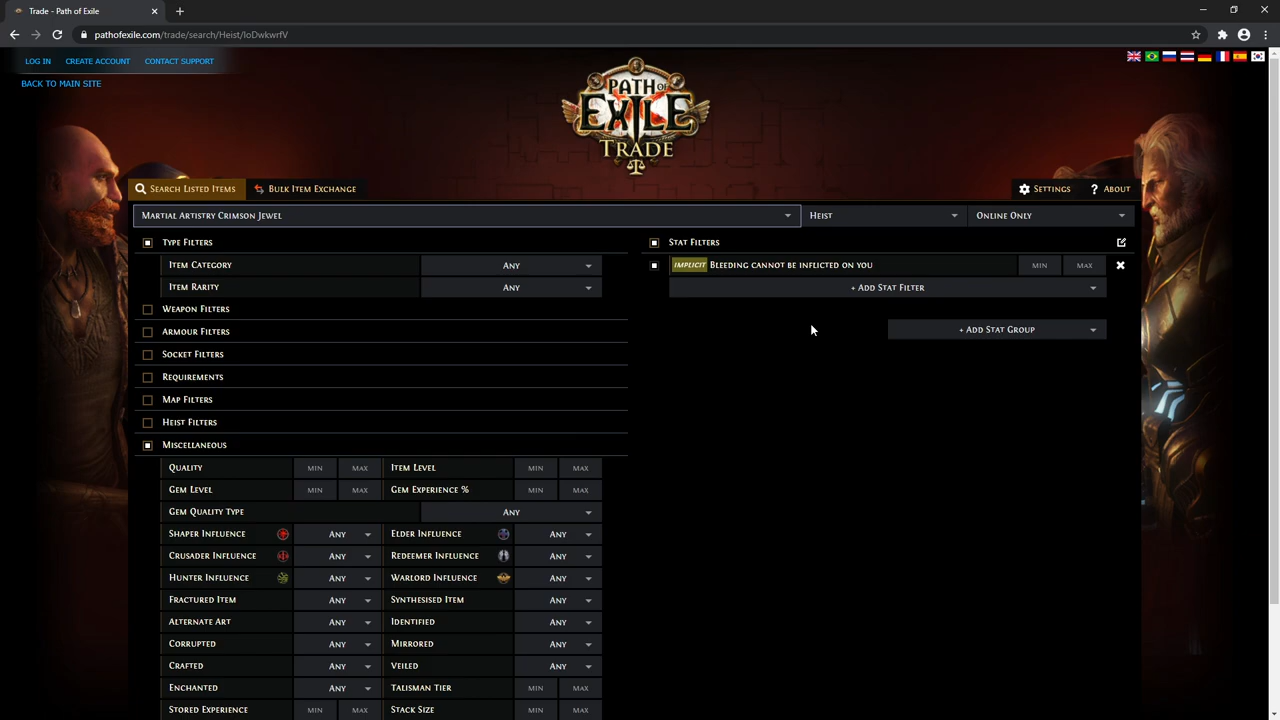 Trade - Path of Exile
pathofexile.com/trade/search/Heist/IoDwkwrfV
LOG IN CREATE ACCOUNT CONTACT SUPPORT
BACK TO MAIN SITE
PATH OF
EXILE
TRADE
Search Listed Items Bulk Item Exchange Settings ? About
Martial Artistry Crimson Jewel Heist Online Only
Type Filters Stat Filters
Item Category Any IMPLICIT Bleeding cannot be inflicted on you MIN MAX
Item Rarity Any + Add Stat Filter
Weapon Filters
Armour Filters + Add Stat Group
Socket Filters
Requirements
Map Filters
Heist Filters
Miscellaneous
Quality MIN MAX Item Level MIN MAX
Gem Level MIN MAX Gem Experience % MIN MAX
Gem Quality Type Any
Shaper Influence Any Elder Influence Any
Crusader Influence Any Redeemer Influence Any
Hunter Influence Any Warlord Influence Any
Fractured Item Any Synthesised Item Any
Alternate Art Any Identified Any
Corrupted Any Mirrored Any
Crafted Any Veiled Any
Enchanted Any Talisman Tier MIN MAX
Stored Experience MIN MAX Stack Size MIN MAX